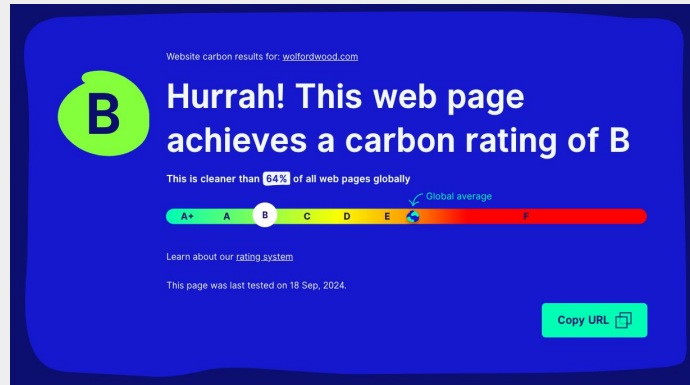 Website carbon results for: wolfordwood.com
B
Hurrah! This web page
achieves a carbon rating of B
This is cleaner than 64% of all web pages globally
Global average
A+ A B C D E F
Learn about our rating system
This page was last tested on 18 Sep, 2024.
Copy URL